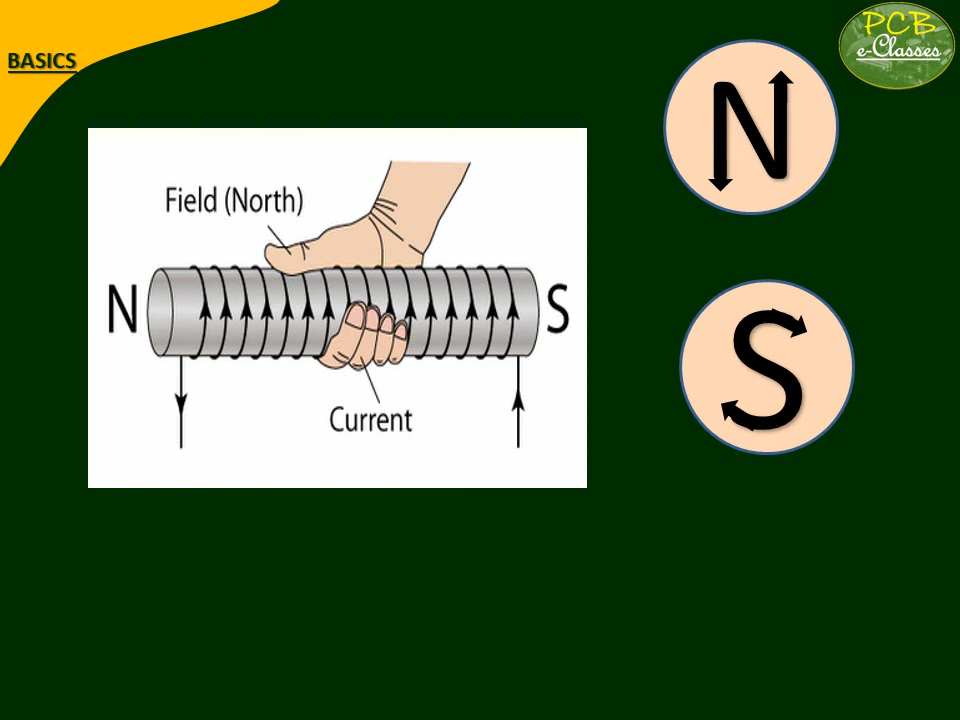 BASICS
PCB
e-Classes
Field (North)
N
S
Current
N
S